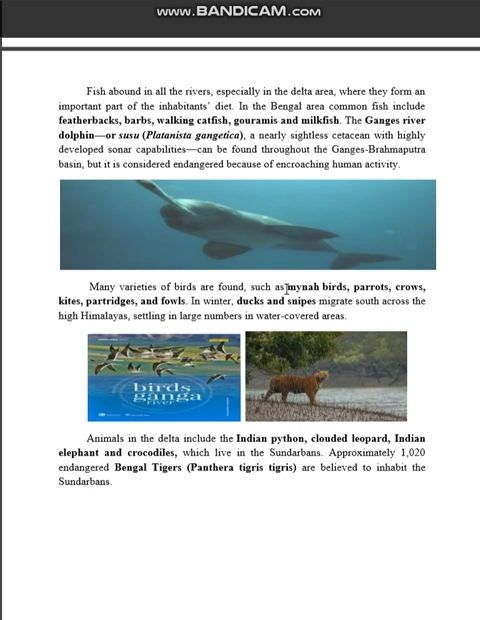 www.BANDICAM.com
Fish abound in all the rivers, especially in the delta area, where they form an
important part of the inhabitants’ diet. In the Bengal area common fish include
featherbacks, barbs, walking catfish, gouramis and milkfish. The Ganges river
dolphin—or susu (Platanista gangetica), a nearly sightless cetacean with highly
developed sonar capabilities—can be found throughout the Ganges-Brahmaputra
basin, but it is considered endangered because of encroaching human activity.
Many varieties of birds are found, such as mynah birds, parrots, crows,
kites, partridges, and fowls. In winter, ducks and snipes migrate south across the
high Himalayas, settling in large numbers in water-covered areas.
birds
ganga
river
Animals in the delta include the Indian python, clouded leopard, Indian
elephant and crocodiles, which live in the Sundarbans. Approximately 1,020
endangered Bengal Tigers (Panthera tigris tigris) are believed to inhabit the
Sundarbans.